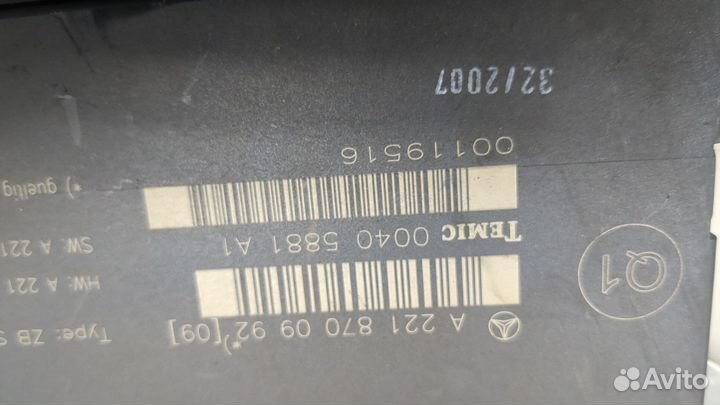 A 221 870 09 92 *) [09]
Type: ZB S
HW: A 221
SW: A 221
*) gueltig
TEMIC 0040 5881 A1
00119516
Q1
32/2007
Avito